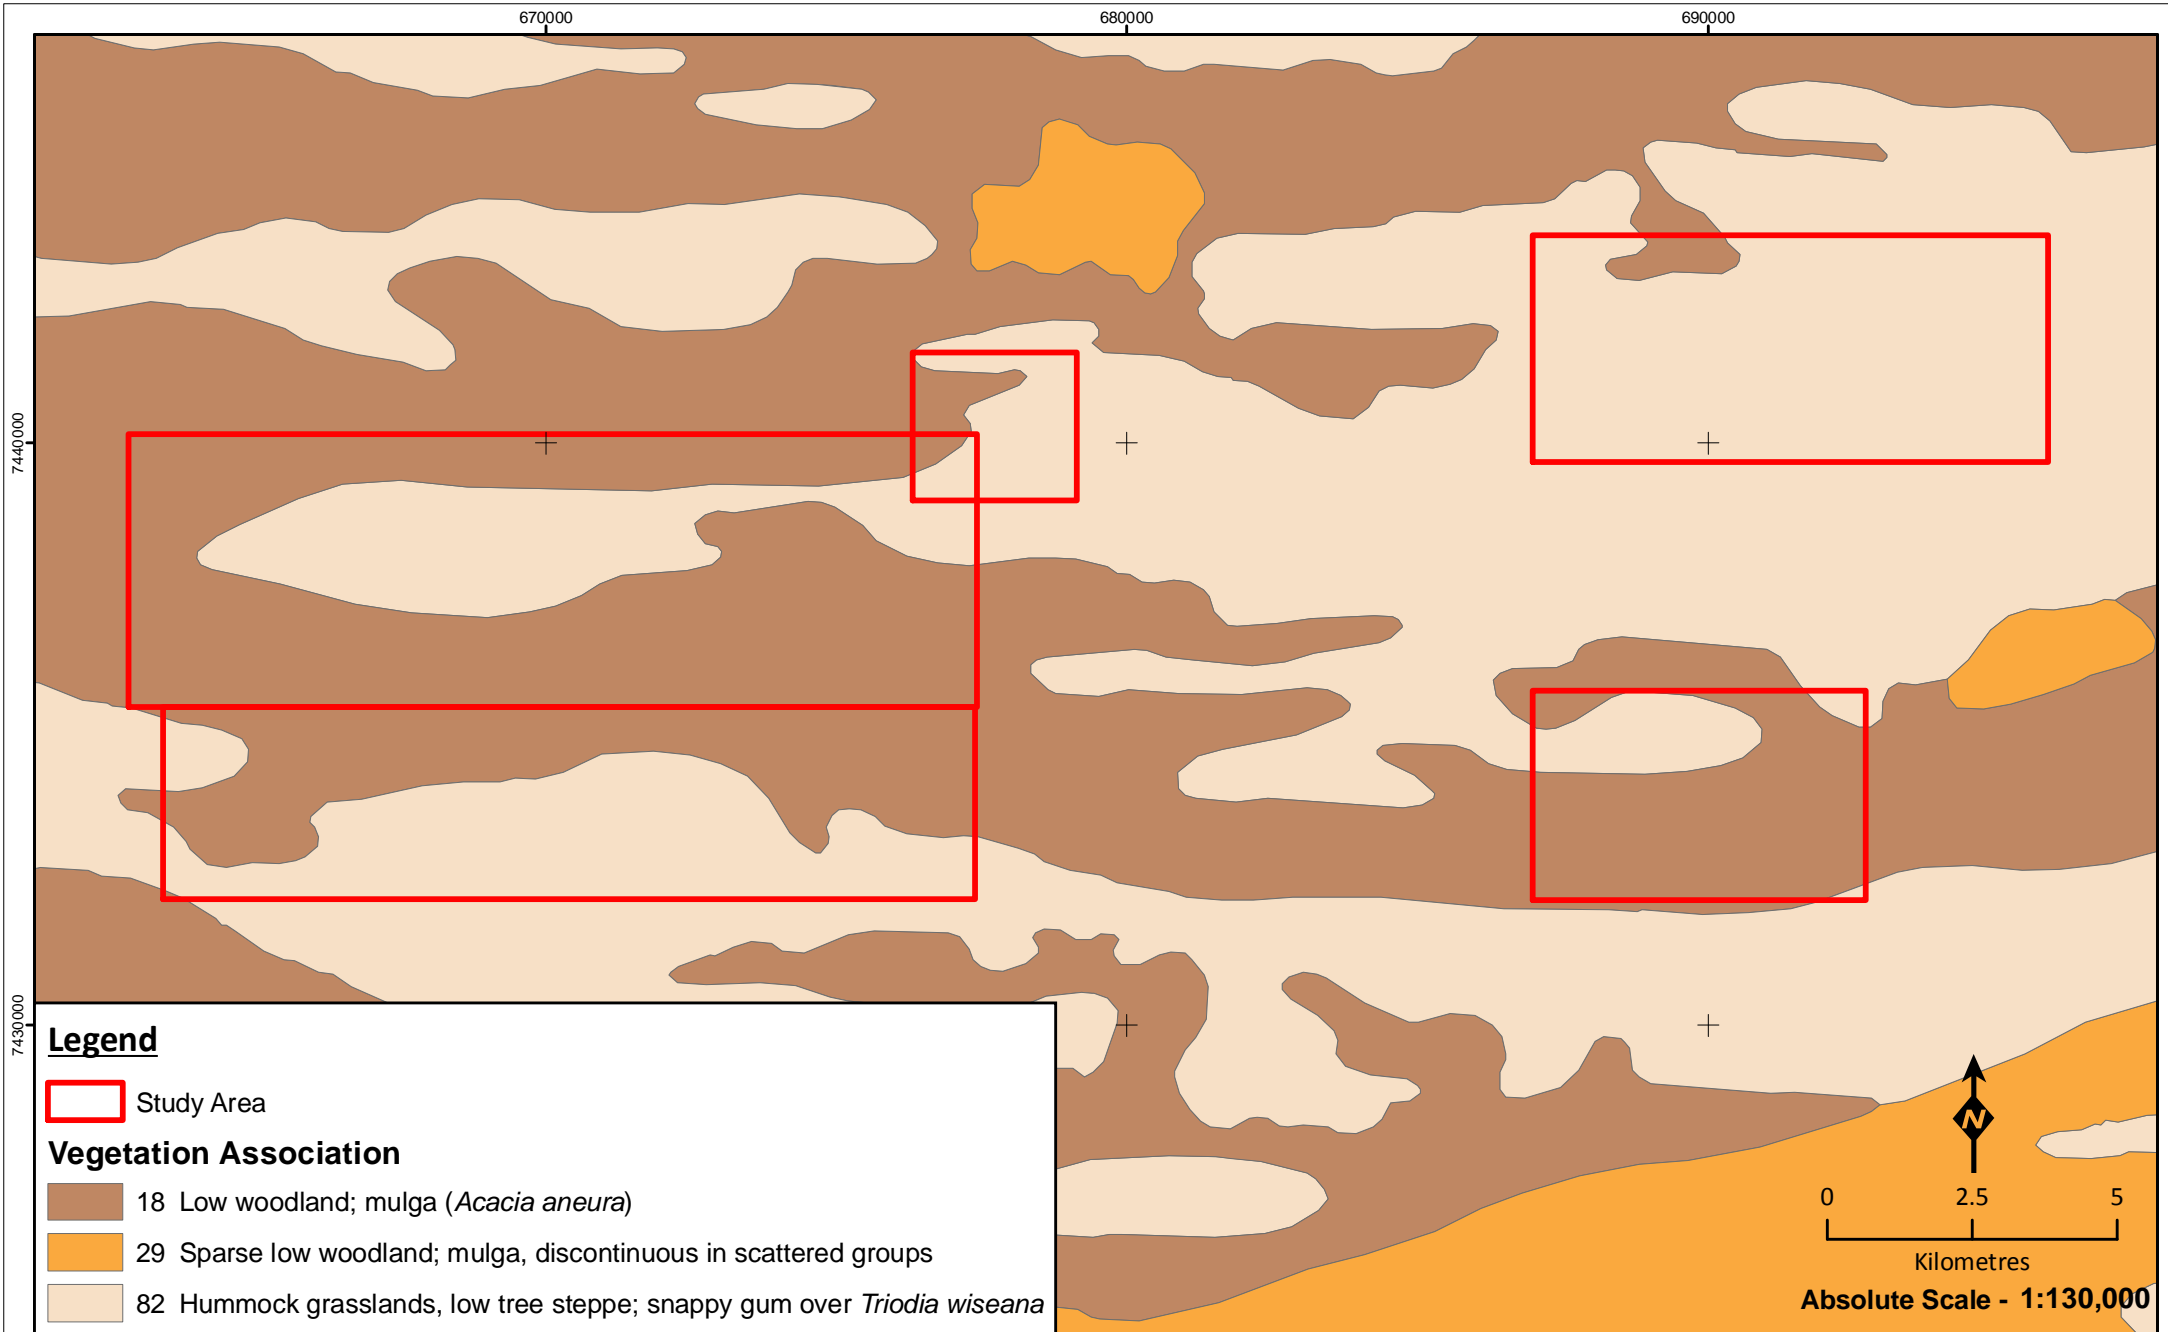 670000
680000
690000
7440000
7430000
Legend
Study Area
Vegetation Association
18 Low woodland; mulga (Acacia aneura)
29 Sparse low woodland; mulga, discontinuous in scattered groups
82 Hummock grasslands, low tree steppe; snappy gum over Triodia wiseana
N
0 2.5 5
Kilometres
Absolute Scale - 1:130,000